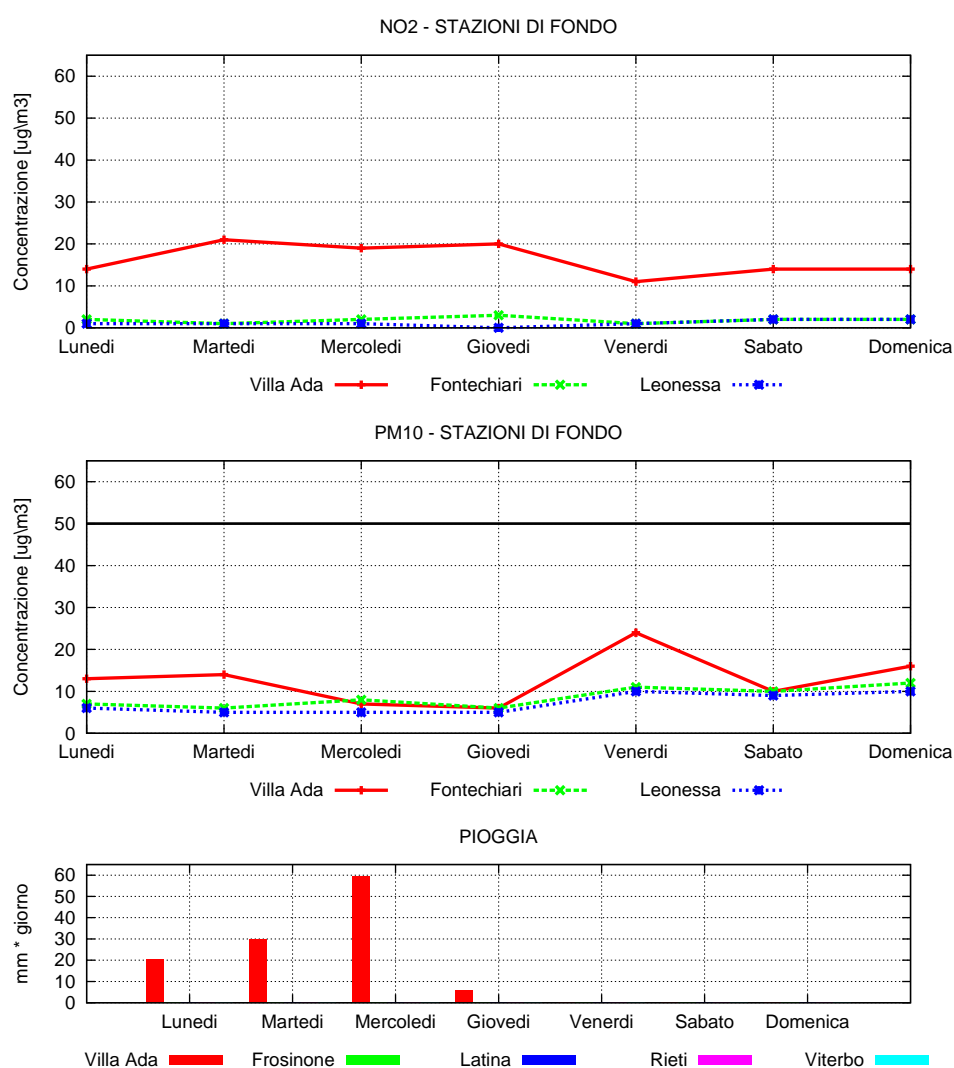 NO2 - STAZIONI DI FONDO
Concentrazione [ug\m3]
60
50
40
30
20
10
0
Lunedi Martedi Mercoledi Giovedi Venerdi Sabato Domenica
Villa Ada Fontechiari Leonessa
PM10 - STAZIONI DI FONDO
Concentrazione [ug\m3]
60
50
40
30
20
10
0
Lunedi Martedi Mercoledi Giovedi Venerdi Sabato Domenica
Villa Ada Fontechiari Leonessa
PIOGGIA
mm * giorno
60
50
40
30
20
10
0
Lunedi Martedi Mercoledi Giovedi Venerdi Sabato Domenica
Villa Ada Frosinone Latina Rieti Viterbo